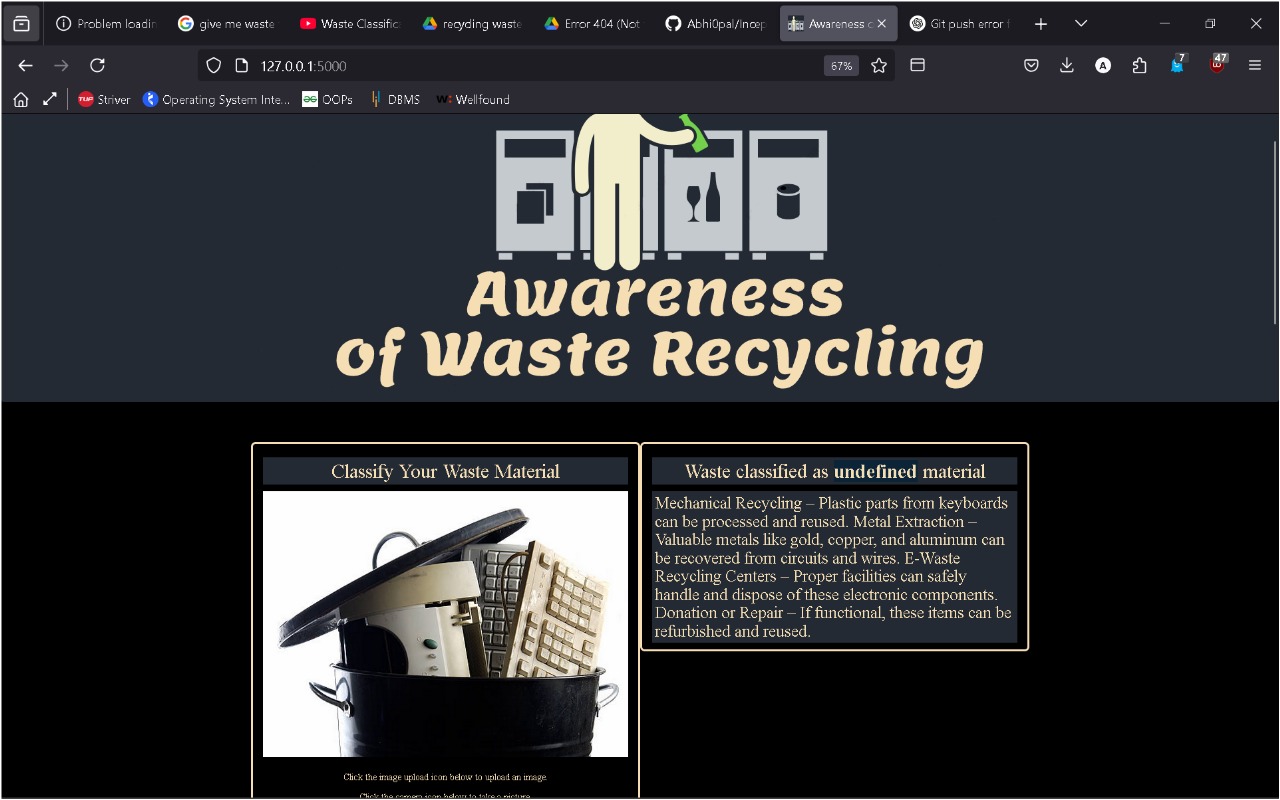 Problem loadin
give me waste
Waste Classific
recycling waste
Error 404 (Not
Abhi0pal/Incep
Awareness o
Git push error f
127.0.0.1:5000
67%
7
47
A
TUF Striver
Operating System Inte...
OOPs
DBMS
w: Wellfound
Awareness
of Waste Recycling
Classify Your Waste Material
Click the image upload icon below to upload an image.
Click the camera icon below to take a picture
Waste classified as undefined material
Mechanical Recycling – Plastic parts from keyboards
can be processed and reused. Metal Extraction –
Valuable metals like gold, copper, and aluminum can
be recovered from circuits and wires. E-Waste
Recycling Centers – Proper facilities can safely
handle and dispose of these electronic components.
Donation or Repair – If functional, these items can be
refurbished and reused.